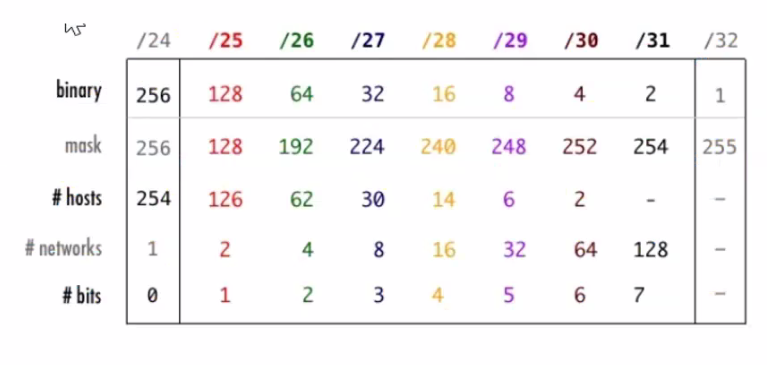 /24 /25 /26 /27 /28 /29 /30 /31 /32
binary 256 128 64 32 16 8 4 2 1
mask 256 128 192 224 240 248 252 254 255
# hosts 254 126 62 30 14 6 2 - -
# networks 1 2 4 8 16 32 64 128 -
# bits 0 1 2 3 4 5 6 7 -